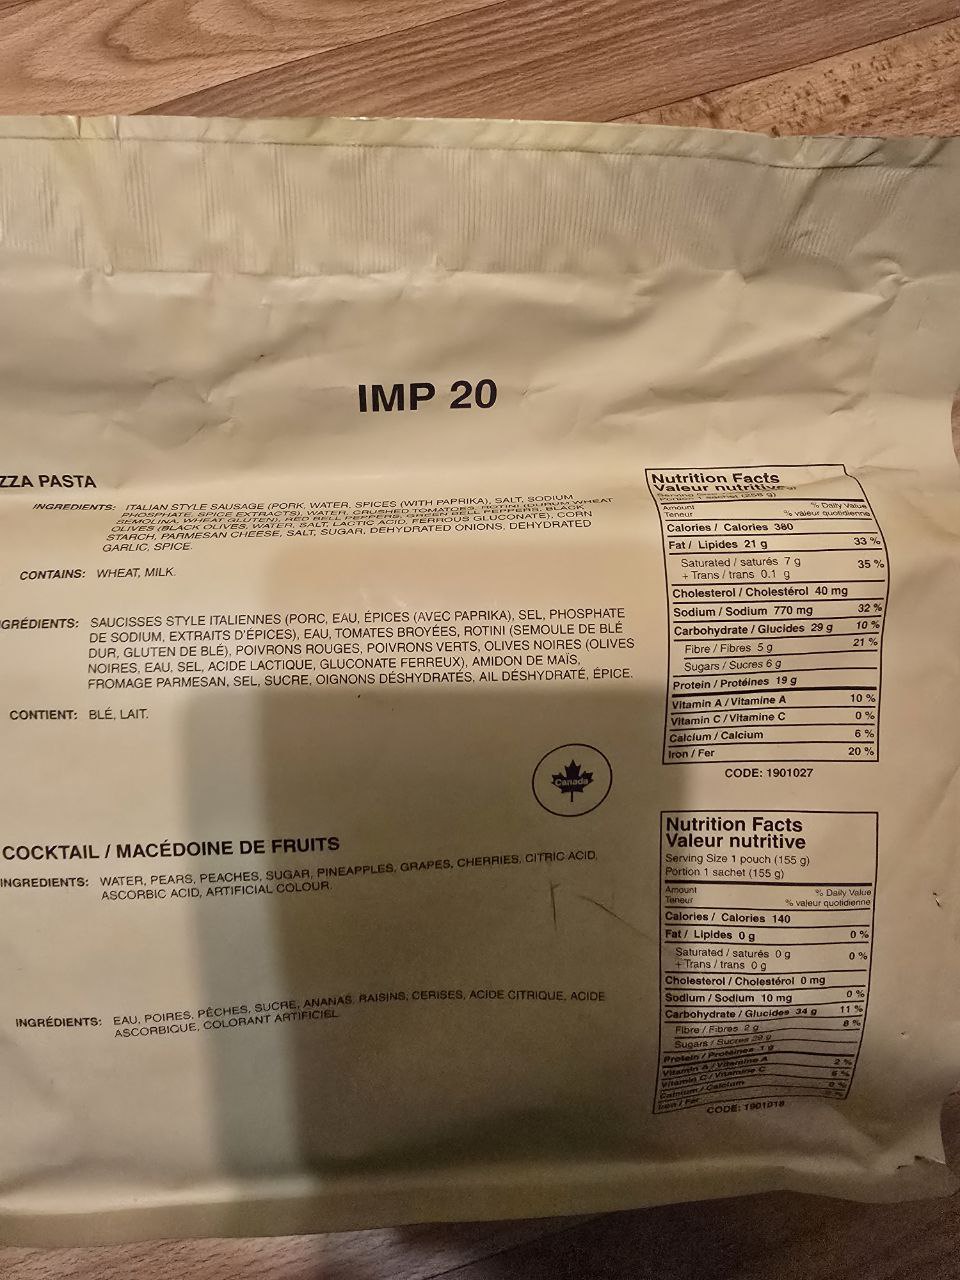 IMP 20
ZZA PASTA
INGREDIENTS: ITALIAN STYLE SAUSAGE (PORK, WATER, SPICES (WITH PAPRIKA), SALT, SODIUM
PHOSPHATE, SPICE EXTRACTS), WATER, CRUSHED TOMATOES, ROTINI (DURUM WHEAT
SEMOLINA, WHEAT GLUTEN), RED BELL PEPPERS, GREEN BELL PEPPERS, BLACK
OLIVES (BLACK OLIVES, WATER, SALT, LACTIC ACID, FERROUS GLUCONATE), CORN
STARCH, PARMESAN CHEESE, SALT, SUGAR, DEHYDRATED ONIONS, DEHYDRATED
GARLIC, SPICE.
CONTAINS: WHEAT, MILK.
GRÉDIENTS: SAUCISSES STYLE ITALIENNES (PORC, EAU, ÉPICES (AVEC PAPRIKA), SEL, PHOSPHATE
DE SODIUM, EXTRAITS D'ÉPICES), EAU, TOMATES BROYÉES, ROTINI (SEMOULE DE BLÉ
DUR, GLUTEN DE BLÉ), POIVRONS ROUGES, POIVRONS VERTS, OLIVES NOIRES (OLIVES
NOIRES, EAU, SEL, ACIDE LACTIQUE, GLUCONATE FERREUX), AMIDON DE MAÏS,
FROMAGE PARMESAN, SEL, SUCRE, OIGNONS DÉSHYDRATÉS, AIL DÉSHYDRATÉ, ÉPICE.
CONTIENT: BLÉ, LAIT.
Nutrition Facts
Valeur nutritive
Portion 1 sachet (258 g)
Amount % Daily Value
Teneur % valeur quotidienne
Calories / Calories 380
Fat / Lipides 21 g 33 %
Saturated / saturés 7 g 35 %
+ Trans / trans 0.1 g
Cholesterol / Cholestérol 40 mg
Sodium / Sodium 770 mg 32 %
Carbohydrate / Glucides 29 g 10 %
Fibre / Fibres 5 g 21 %
Sugars / Sucres 6 g
Protein / Protéines 19 g
Vitamin A / Vitamine A 10 %
Vitamin C / Vitamine C 0 %
Calcium / Calcium 6 %
Iron / Fer 20 %
CODE: 1901027
Canada
COCKTAIL / MACÉDOINE DE FRUITS
INGREDIENTS: WATER, PEARS, PEACHES, SUGAR, PINEAPPLES, GRAPES, CHERRIES, CITRIC ACID,
ASCORBIC ACID, ARTIFICIAL COLOUR.
INGRÉDIENTS: EAU, POIRES, PÊCHES, SUCRE, ANANAS, RAISINS, CERISES, ACIDE CITRIQUE, ACIDE
ASCORBIQUE, COLORANT ARTIFICIEL
Nutrition Facts
Valeur nutritive
Serving Size 1 pouch (155 g)
Portion 1 sachet (155 g)
Amount % Daily Value
Teneur % valeur quotidienne
Calories / Calories 140
Fat / Lipides 0 g 0 %
Saturated / saturés 0 g 0 %
+ Trans / trans 0 g
Cholesterol / Cholestérol 0 mg
Sodium / Sodium 10 mg 0 %
Carbohydrate / Glucides 34 g 11 %
Fibre / Fibres 2 g 8 %
Sugars / Sucres 29 g
Protein / Protéines 1 g
Vitamin A / Vitamine A 2 %
Vitamin C / Vitamine C 6 %
Calcium / Calcium 0 %
Iron / Fer
CODE: 1901018